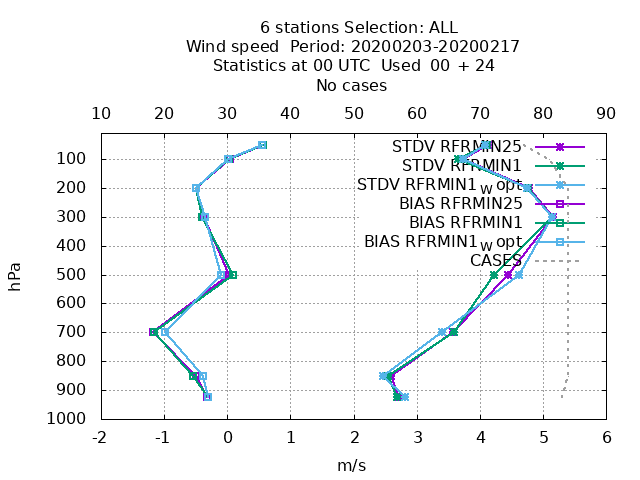 6 stations Selection: ALL
Wind speed  Period: 20200203-20200217
Statistics at 00 UTC  Used  00 + 24
No cases
10 20 30 40 50 60 70 80 90
STDV RFRMIN25
STDV RFRMIN1
STDV RFRMIN1_W opt
BIAS RFRMIN25
BIAS RFRMIN1
BIAS RFRMIN1_W opt
CASES
100
200
300
400
500
600
700
800
900
1000
hPa
-2 -1 0 1 2 3 4 5 6
m/s